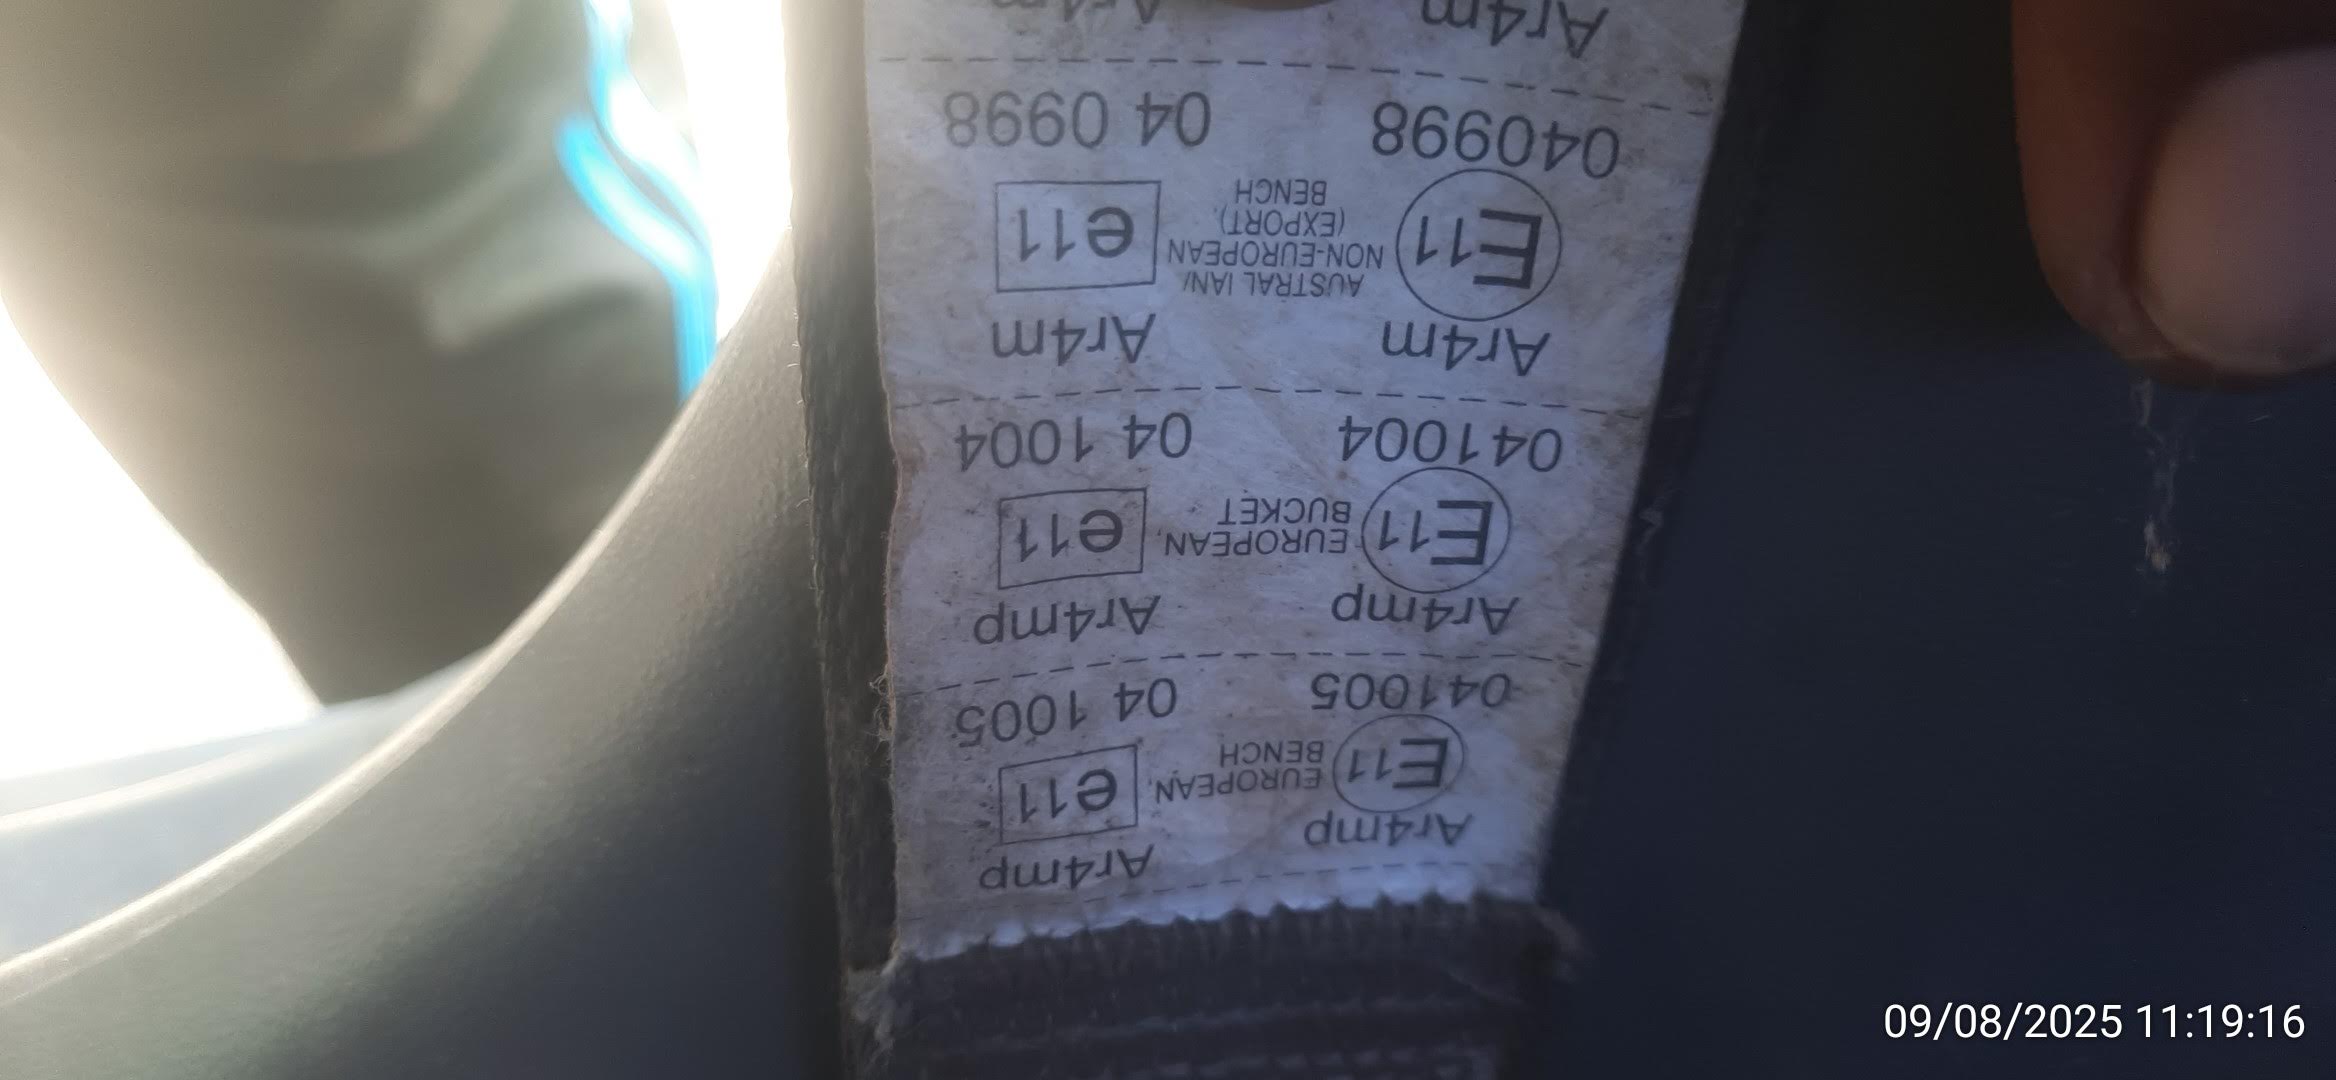 Ar4mp Ar4mp
E11 EUROPEAN, e11
BENCH
041005 04 1005
Ar4mp Ar4mp
E11 EUROPEAN, e11
BUCKET
041004 04 1004
Ar4m Ar4m
AUSTRALIAN/
E11 NON-EUROPEAN e11
(EXPORT)
BENCH
040998 04 0998
Ar4m Ar4m
09/08/2025 11:19:16